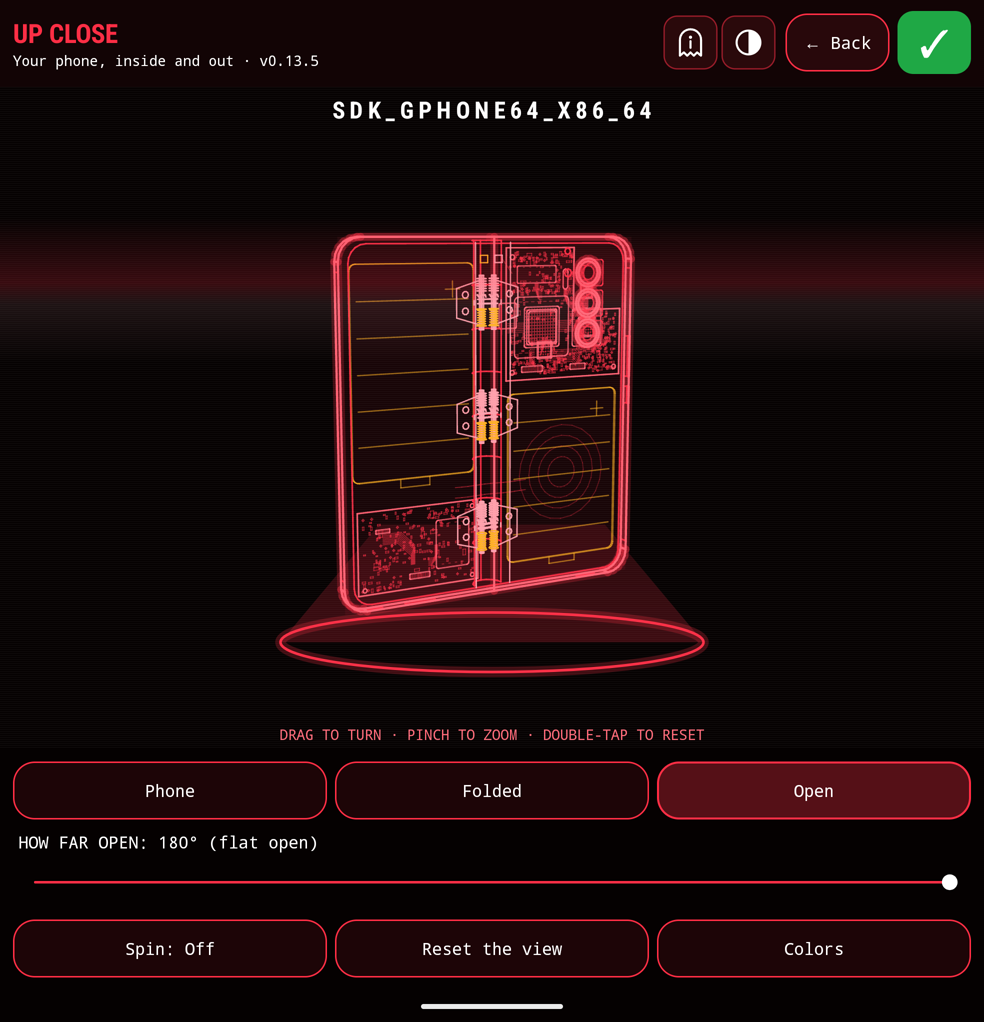 UP CLOSE
Your phone, inside and out · v0.13.5
← Back
SDK_GPHONE64_X86_64
DRAG TO TURN · PINCH TO ZOOM · DOUBLE-TAP TO RESET
Phone
Folded
Open
HOW FAR OPEN: 180° (flat open)
Spin: Off
Reset the view
Colors